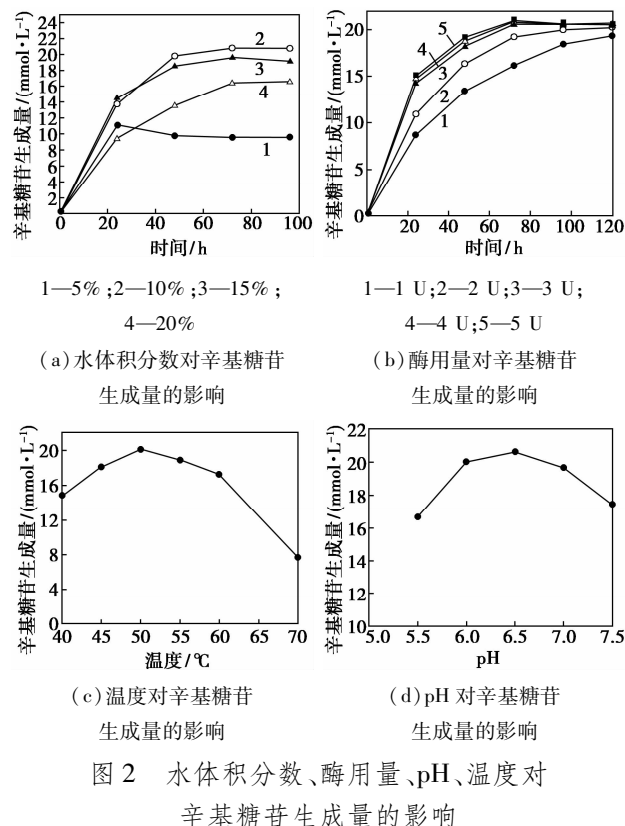 辛基糖苷生成量/(mmol·L⁻¹)
24
22
20
18
16
14
12
10
8
6
4
2
0 20 40 60 80 100
时间/h
2
3
4
1
1—5%;2—10%;3—15%;
4—20%
(a)水体积分数对辛基糖苷
生成量的影响
辛基糖苷生成量/(mmol·L⁻¹)
20
15
10
5
0
20 40 60 80 100 120
时间/h
5
4
3
2
1
1—1 U;2—2 U;3—3 U;
4—4 U;5—5 U
(b)酶用量对辛基糖苷
生成量的影响
辛基糖苷生成量/(mmol·L⁻¹)
20
16
12
8
4
0
40 45 50 55 60 65 70
温度/℃
(c)温度对辛基糖苷
生成量的影响
辛基糖苷生成量/(mmol·L⁻¹)
22
20
18
16
14
12
10
5.0 5.5 6.0 6.5 7.0 7.5
pH
(d)pH 对辛基糖苷
生成量的影响
图 2 水体积分数、酶用量、pH、温度对
辛基糖苷生成量的影响